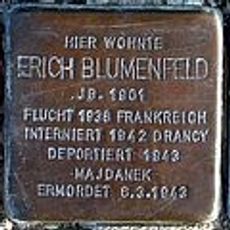 HIER WOHNTE
ERICH BLUMENFELD
JG. 1901
FLUCHT 1938 FRANKREICH
INTERNIERT 1942 DRANCY
DEPORTIERT 1943
MAJDANEK
ERMORDET 6.3.1943